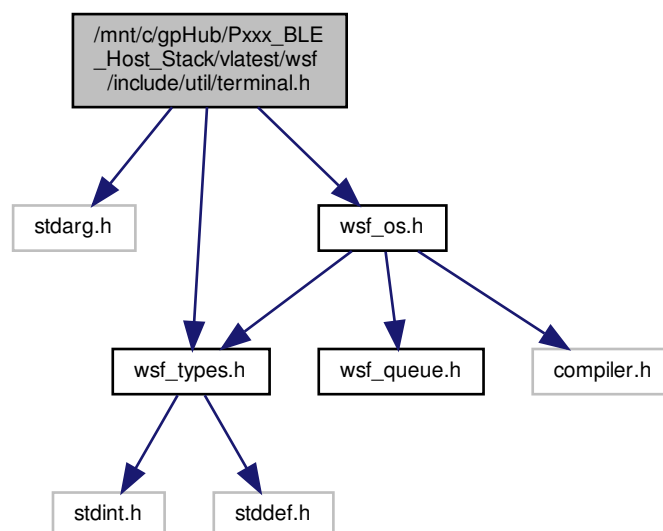 /mnt/c/gpHub/Pxxx_BLE
_Host_Stack/vlatest/wsf
/include/util/terminal.h
stdarg.h
wsf_os.h
wsf_types.h
wsf_queue.h
compiler.h
stdint.h
stddef.h